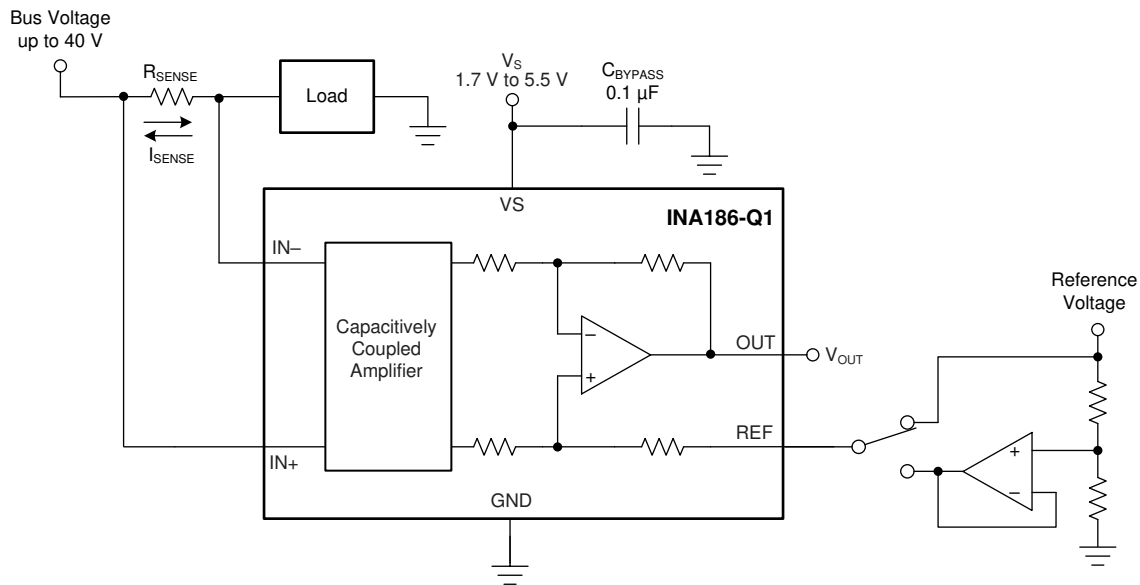 Bus Voltage
up to 40 V
RSENSE
ISENSE
Load
VS
1.7 V to 5.5 V
CBYPASS
0.1 µF
VS
INA186-Q1
IN–
Capacitively
Coupled
Amplifier
–
+
OUT
VOUT
REF
IN+
GND
Reference
Voltage
+
–